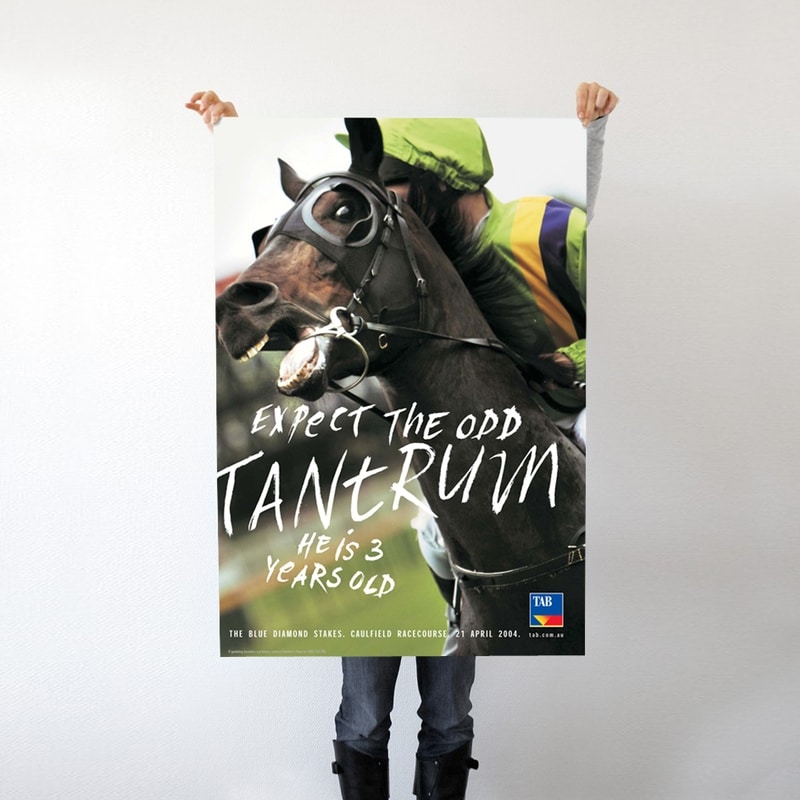 EXPECT THE ODD
TANTRUM
HE IS 3
YEARS OLD
TAB
THE BLUE DIAMOND STAKES. CAULFIELD RACECOURSE, 21 APRIL 2004. tab.com.au